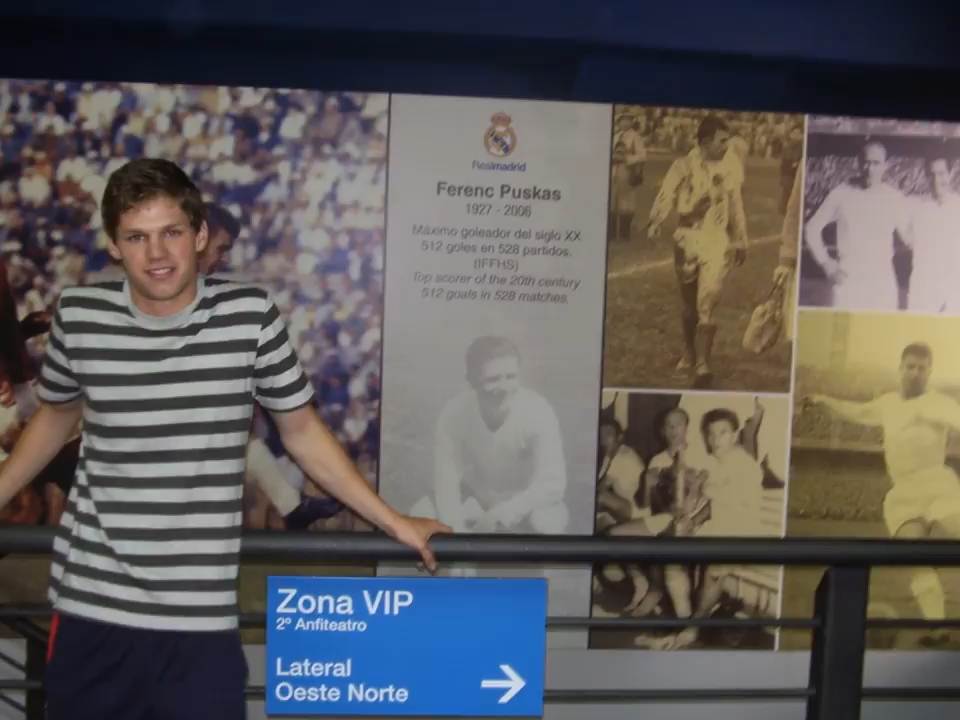 Realmadrid
Ferenc Puskas
1927 - 2006
Máximo goleador del siglo XX
512 goles en 528 partidos.
(IFFHS)
Top scorer of the 20th century
512 goals in 528 matches.
Zona VIP
2º Anfiteatro
Lateral
Oeste Norte